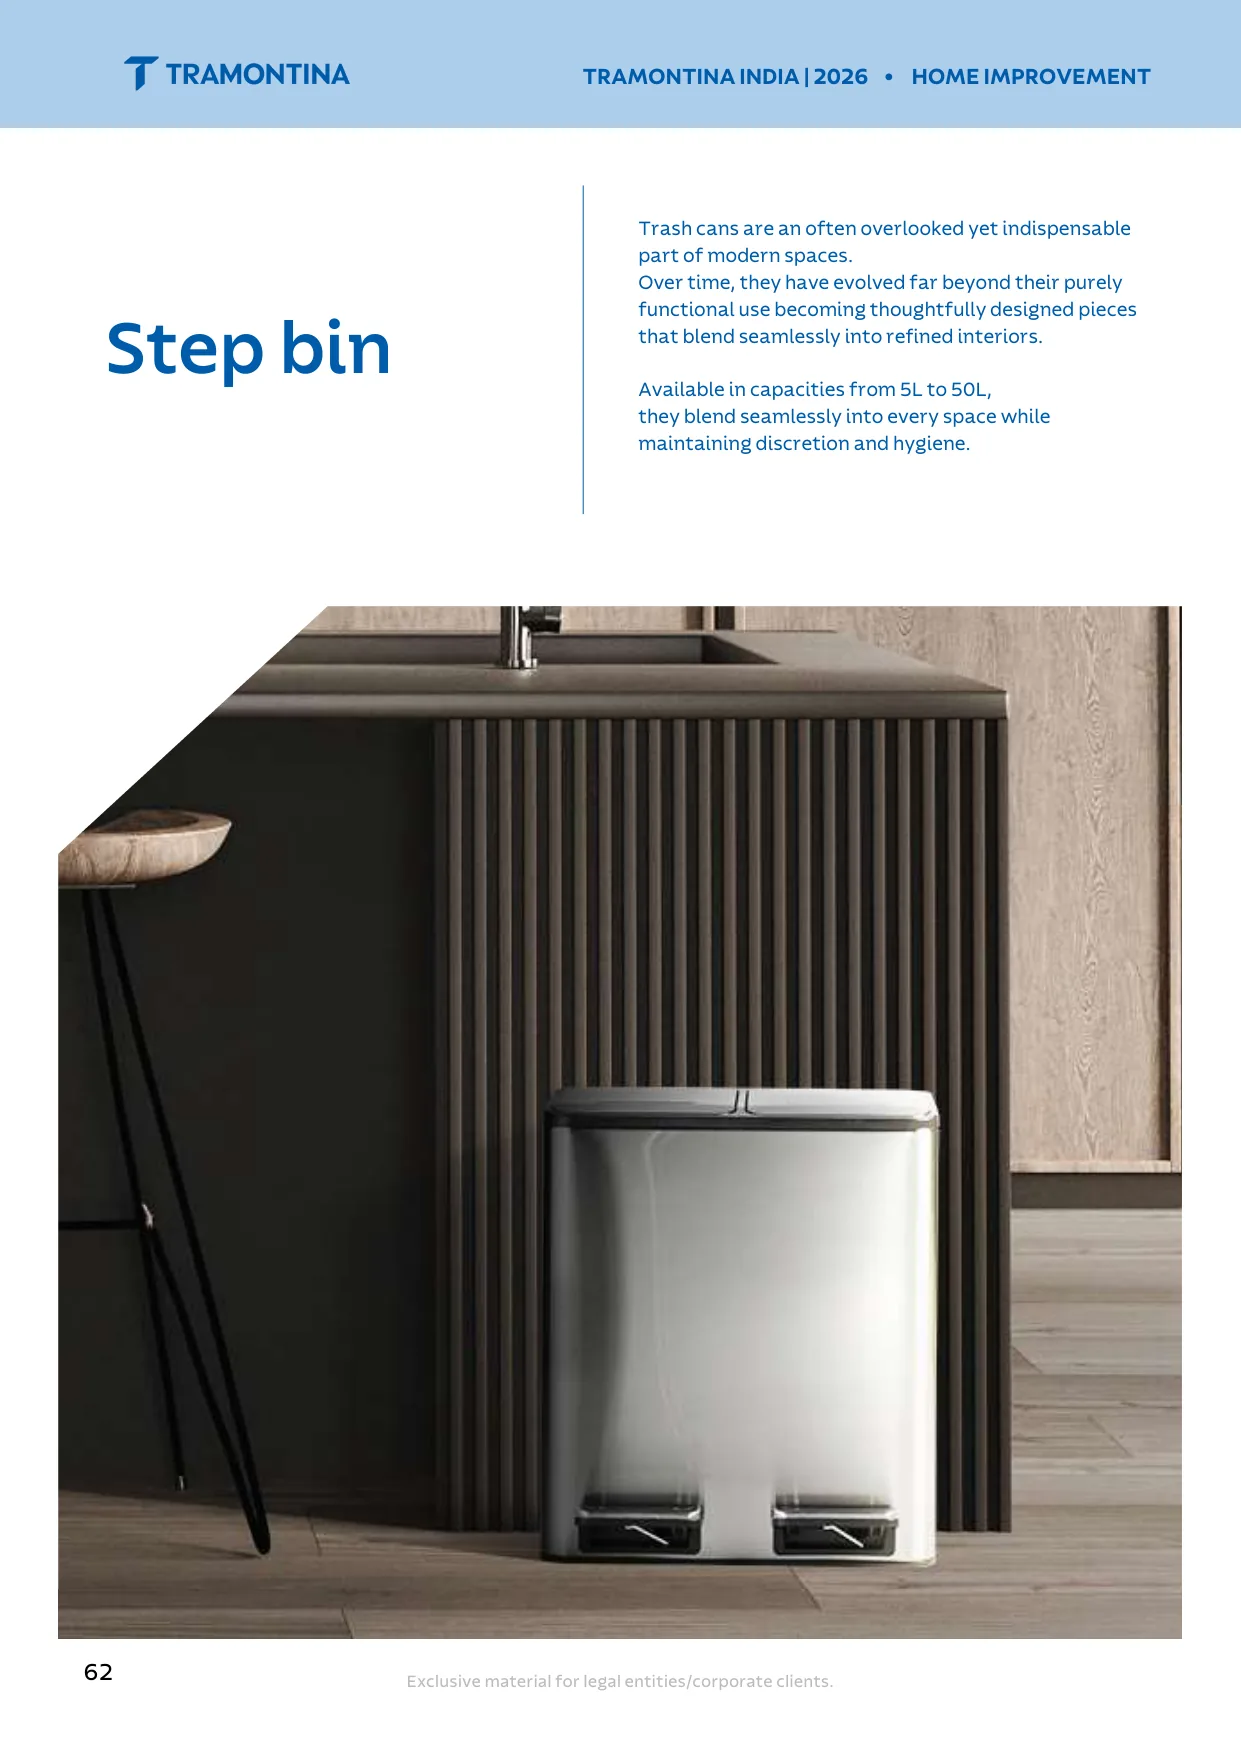 TRAMONTINA
TRAMONTINA INDIA | 2026 • HOME IMPROVEMENT
Step bin
Trash cans are an often overlooked yet indispensable
part of modern spaces.
Over time, they have evolved far beyond their purely
functional use becoming thoughtfully designed pieces
that blend seamlessly into refined interiors.
Available in capacities from 5L to 50L,
they blend seamlessly into every space while
maintaining discretion and hygiene.
62
Exclusive material for legal entities/corporate clients.